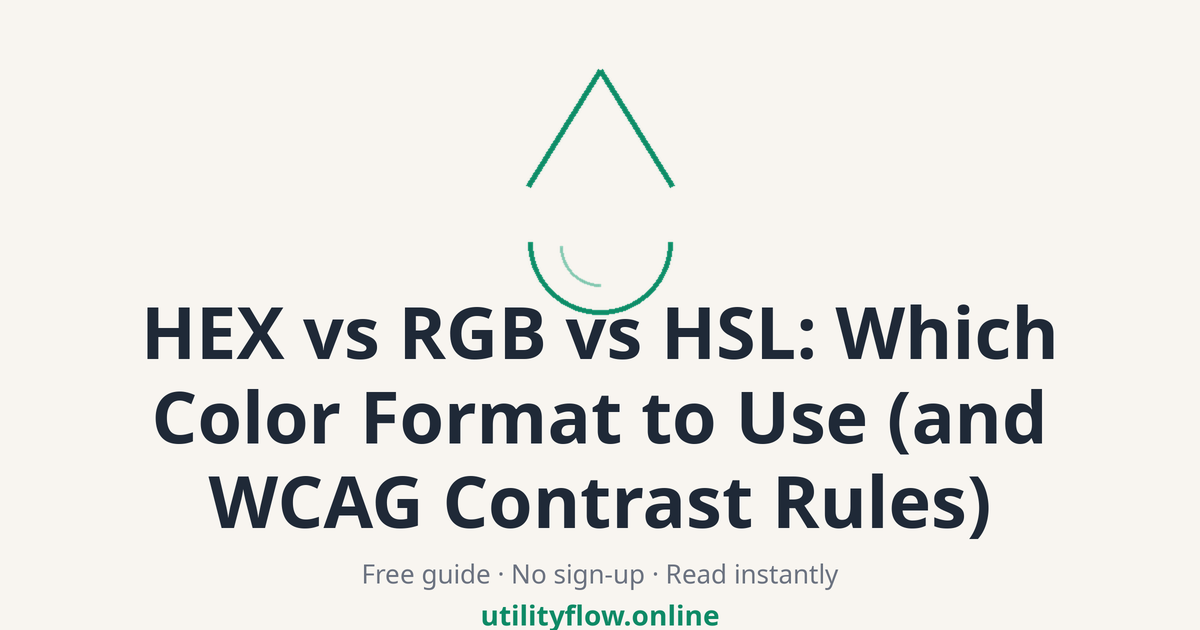 HEX vs RGB vs HSL: Which
Color Format to Use (and
WCAG Contrast Rules)
Free guide · No sign-up · Read instantly
utilityflow.online